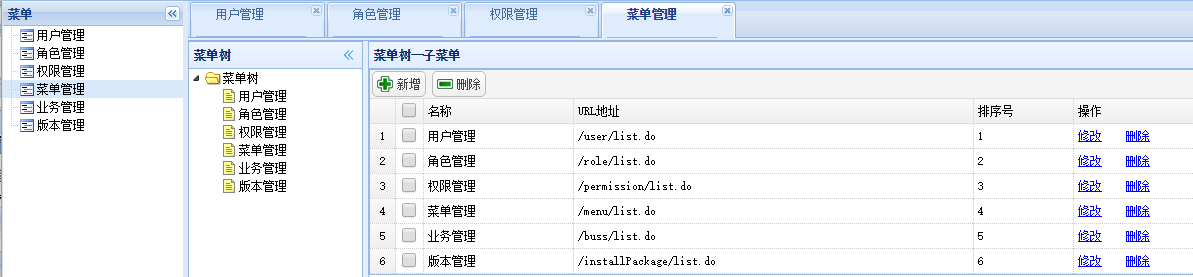 菜单
用户管理
角色管理
权限管理
菜单管理
业务管理
版本管理
用户管理 角色管理 权限管理 菜单管理
菜单树
菜单树
用户管理
角色管理
权限管理
菜单管理
业务管理
版本管理
菜单树—子菜单
新增 删除
名称 URL地址 排序号 操作
1 用户管理 /user/list.do 1 修改 删除
2 角色管理 /role/list.do 2 修改 删除
3 权限管理 /permission/list.do 3 修改 删除
4 菜单管理 /menu/list.do 4 修改 删除
5 业务管理 /buss/list.do 5 修改 删除
6 版本管理 /installPackage/list.do 6 修改 删除